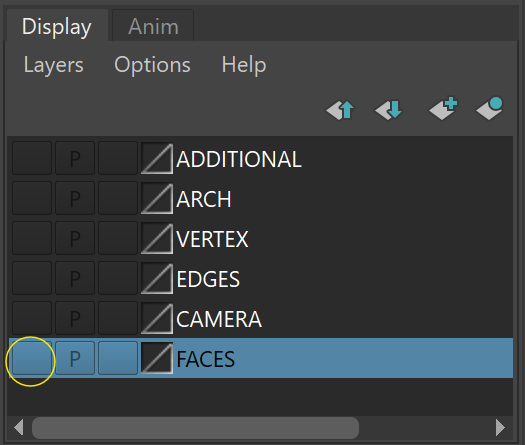 Display Anim
Layers Options Help
P ADDITIONAL
P ARCH
P VERTEX
P EDGES
P CAMERA
P FACES